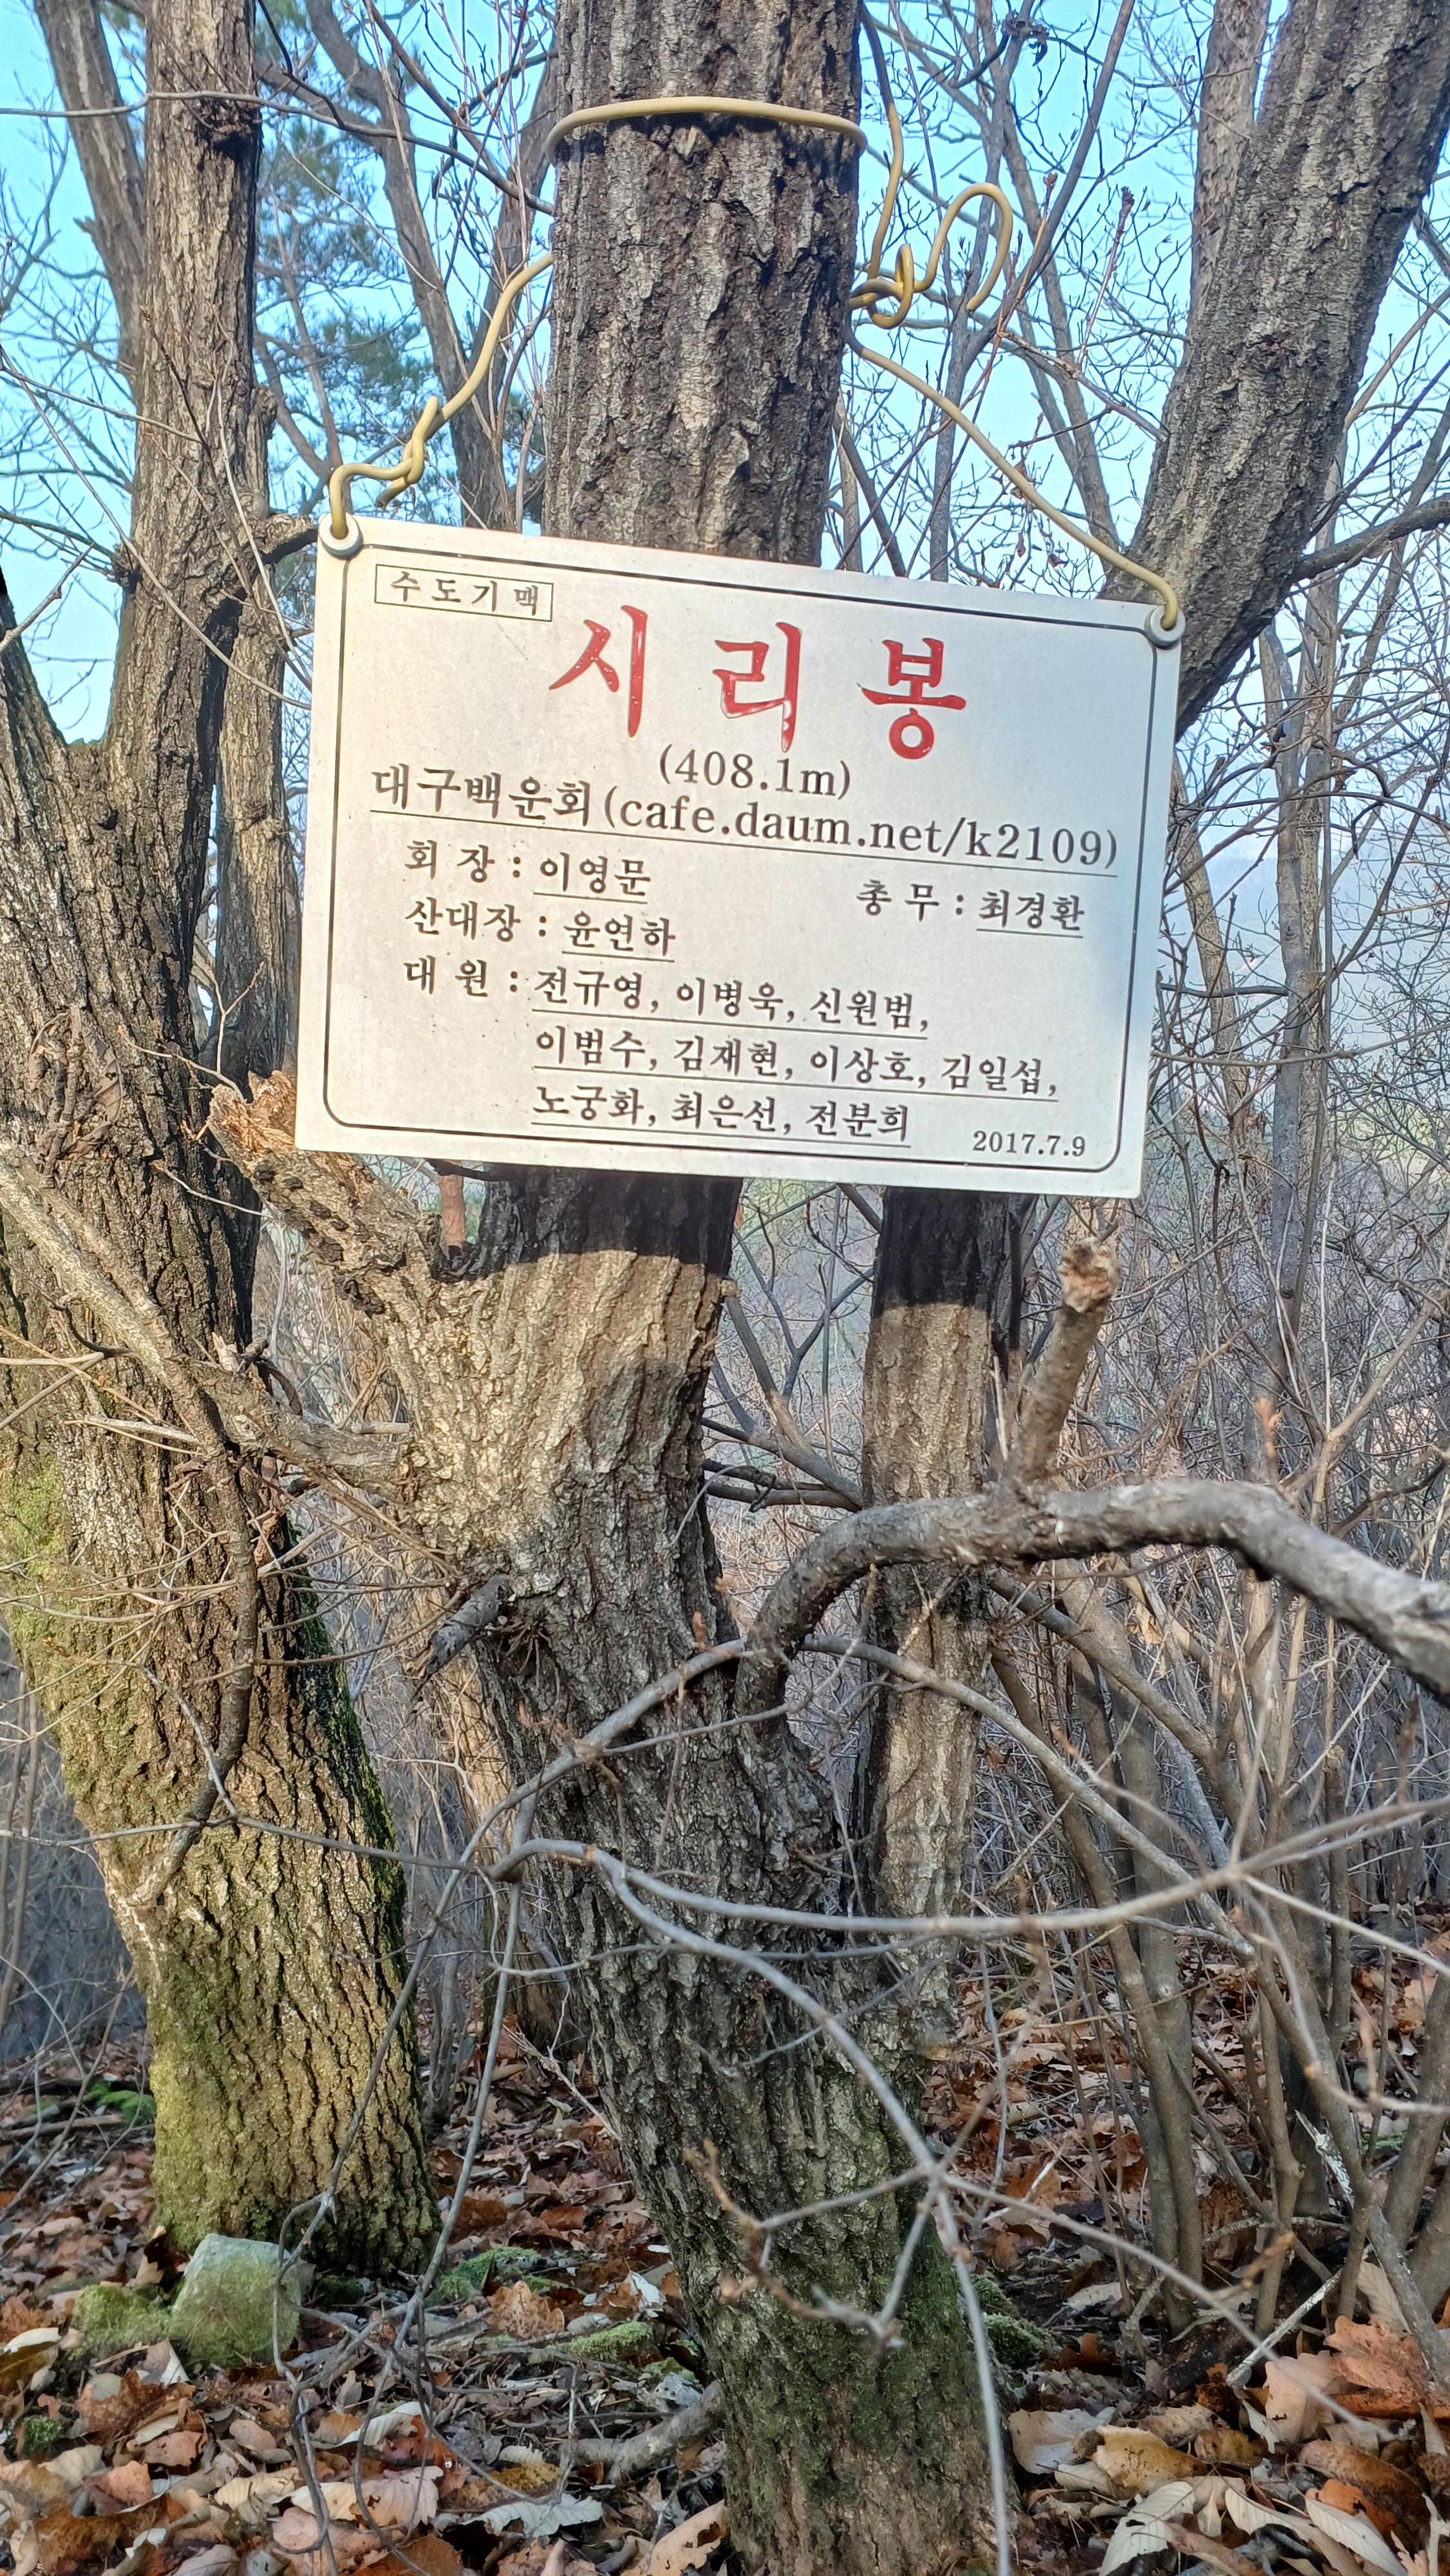 수도기맥
시리봉
(408.1m)
대구백운회(cafe.daum.net/k2109)
회 장 : 이영문 총 무 : 최경환
산대장 : 윤연하
대 원 : 전규영, 이병욱, 신원범,
이범수, 김재현, 이상호, 김일섭,
노궁화, 최은선, 전분희
2017.7.9